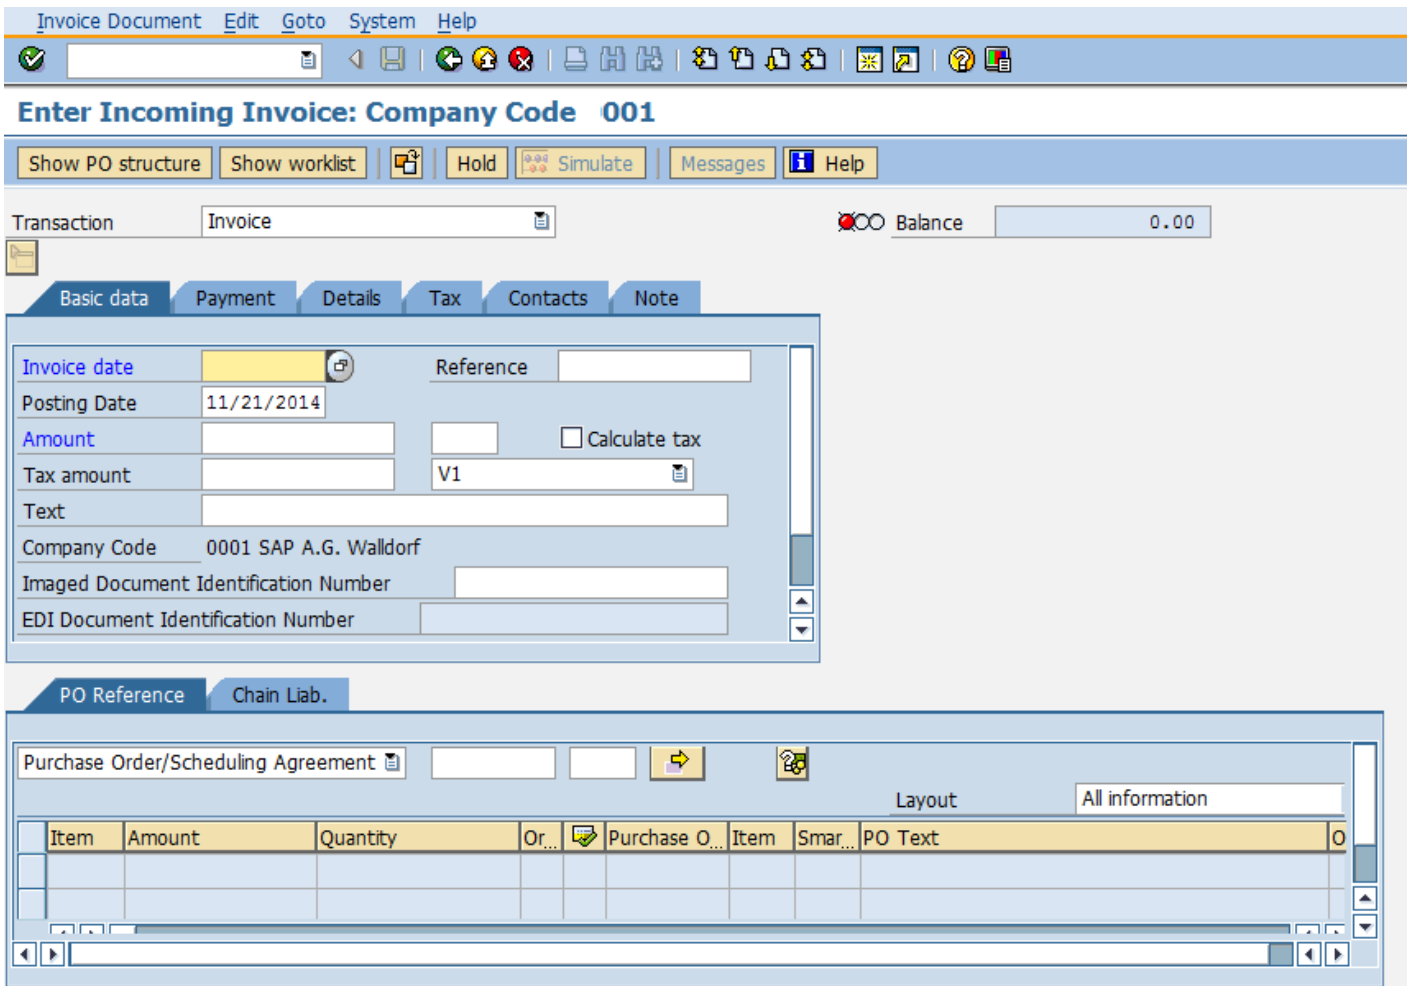 Invoice Document Edit Goto System Help
Enter Incoming Invoice: Company Code 001
Show PO structure Show worklist Hold Simulate Messages Help
Transaction Invoice Balance 0.00
Basic data Payment Details Tax Contacts Note
Invoice date Reference
Posting Date 11/21/2014
Amount Calculate tax
Tax amount V1
Text
Company Code 0001 SAP A.G. Walldorf
Imaged Document Identification Number
EDI Document Identification Number
PO Reference Chain Liab.
Purchase Order/Scheduling Agreement
Layout All information
Item Amount Quantity Or... Purchase O... Item Smar... PO Text O